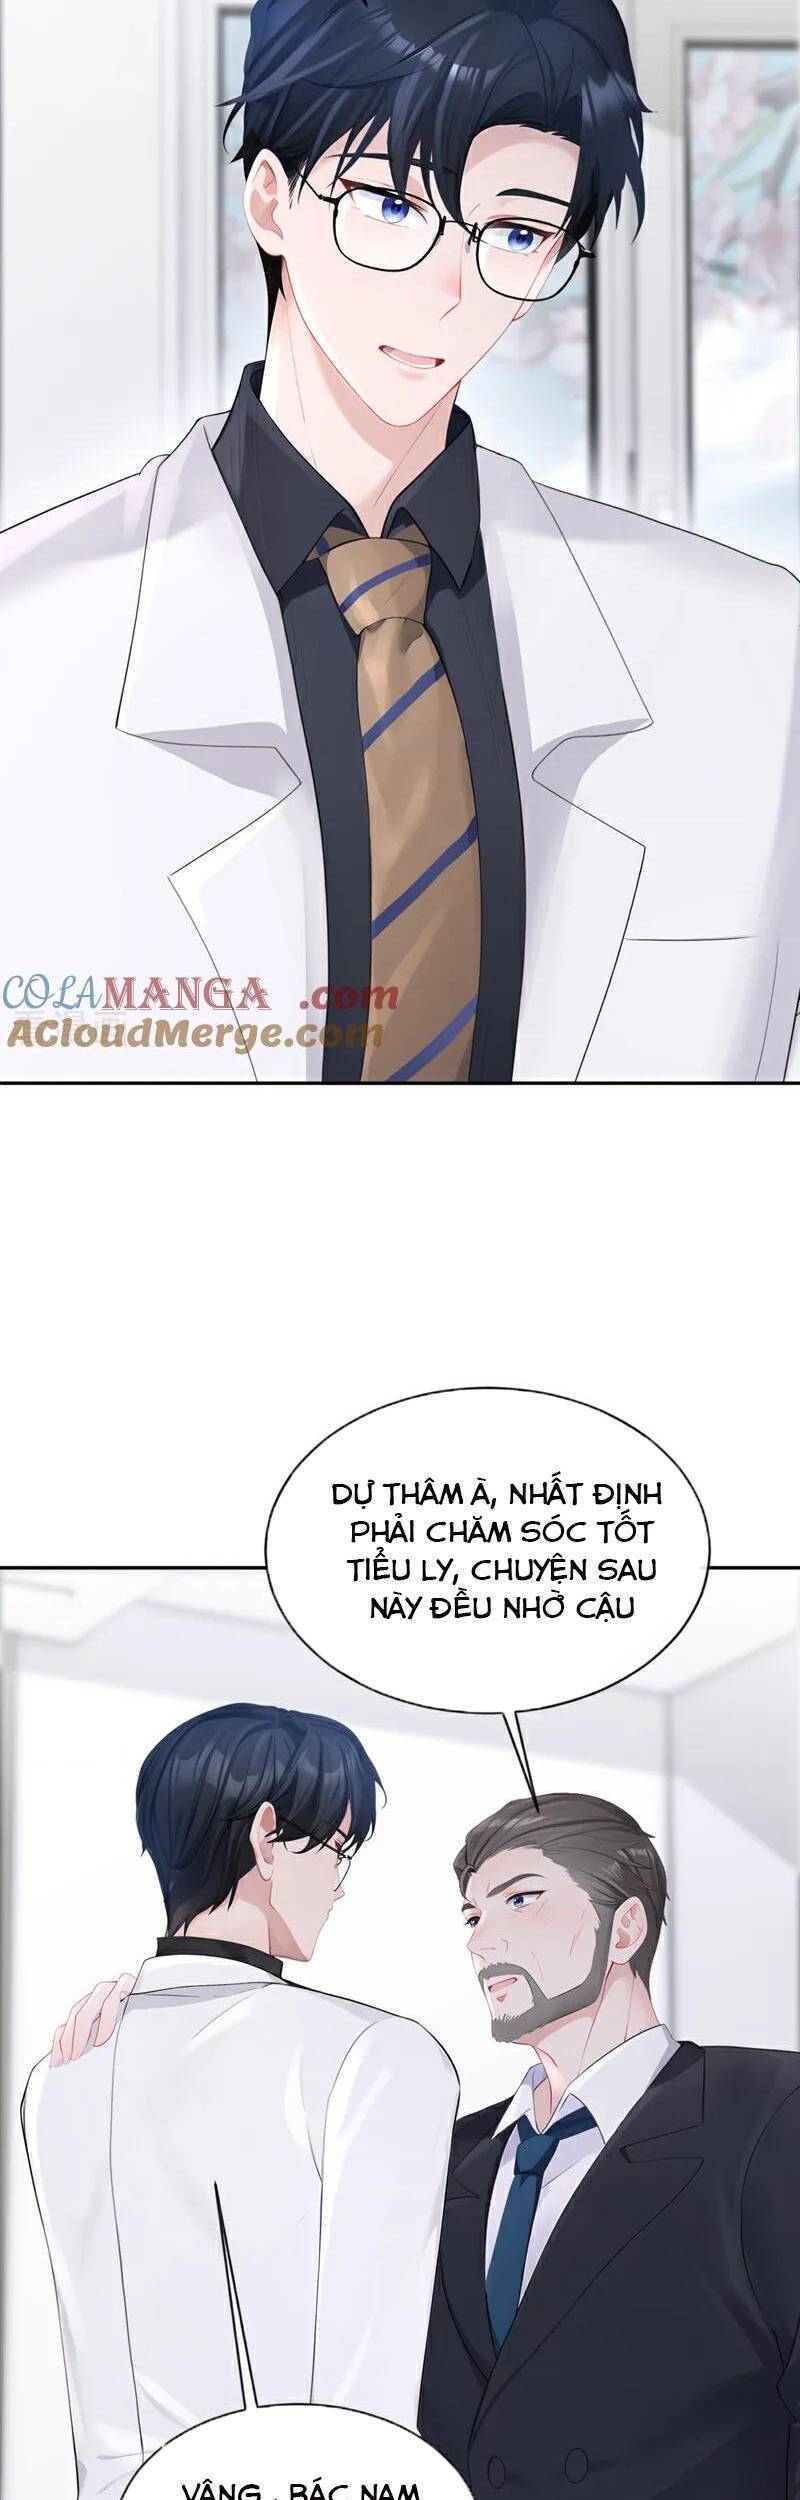 COLAMANGA.com
AcloudMerge.com
DỰ THÂM À, NHẤT ĐỊNH
PHẢI CHĂM SÓC TỐT
TIỂU LY, CHUYỆN SAU
NÀY ĐỀU NHỜ CẬU
VÂNG , BÁC NAM